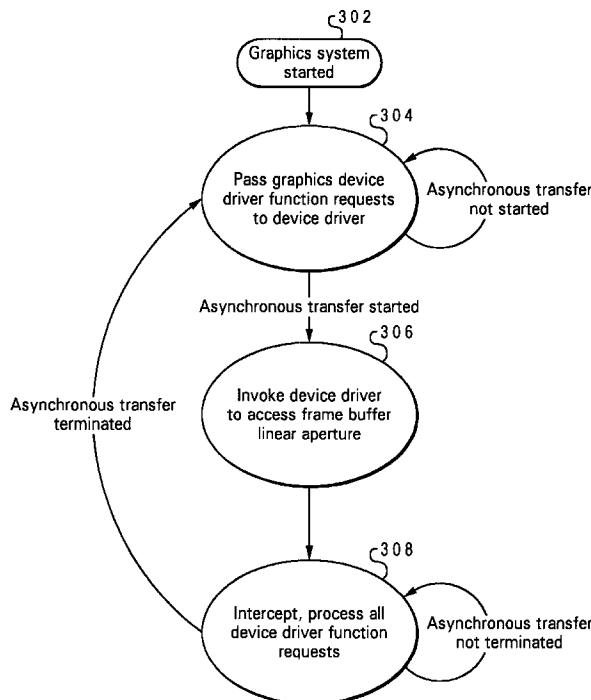 302
Graphics system
started
304
Pass graphics device
driver function requests
to device driver
Asynchronous transfer
not started
Asynchronous transfer started
306
Invoke device driver
to access frame buffer
linear aperture
Asynchronous transfer
terminated
308
Intercept, process all
device driver function
requests
Asynchronous transfer
not terminated